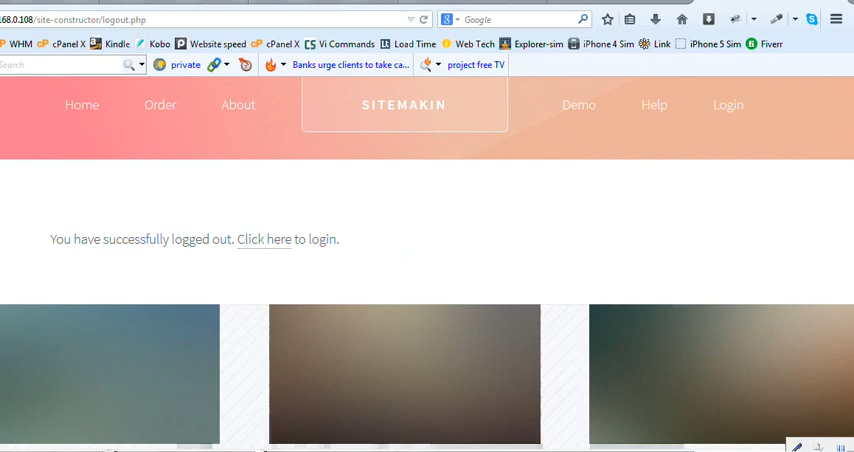 68.0.108/site-constructor/logout.php Google
WHM cPanel X Kindle Kobo Website speed cPanel X Vi Commands Load Time Web Tech Explorer-sim iPhone 4 Sim Link iPhone 5 Sim Fiverr
Search private Banks urge clients to take ca... project free TV
Home Order About SITEMAKIN Demo Help Login
You have successfully logged out. Click here to login.